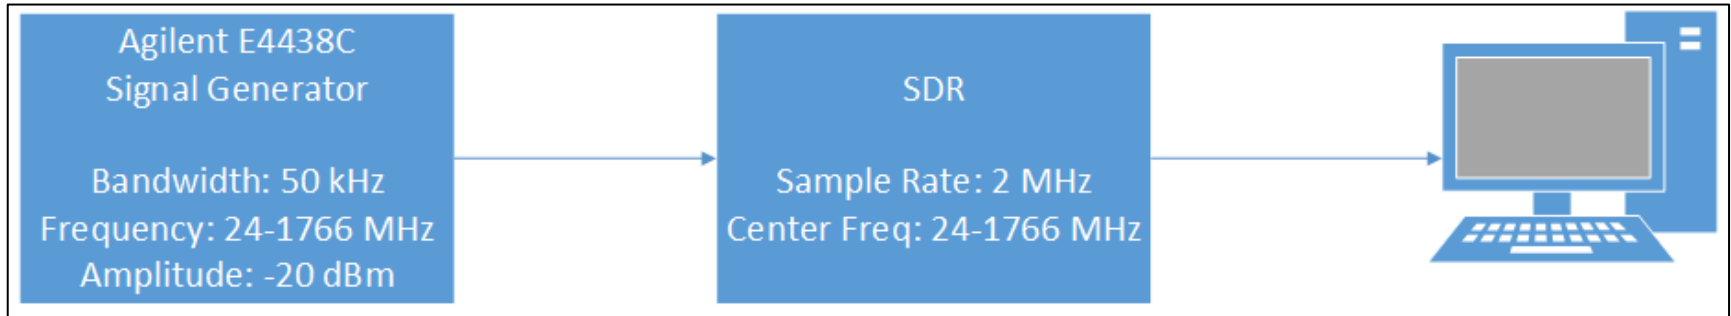 Agilent E4438C
Signal Generator
Bandwidth: 50 kHz
Frequency: 24-1766 MHz
Amplitude: -20 dBm
SDR
Sample Rate: 2 MHz
Center Freq: 24-1766 MHz